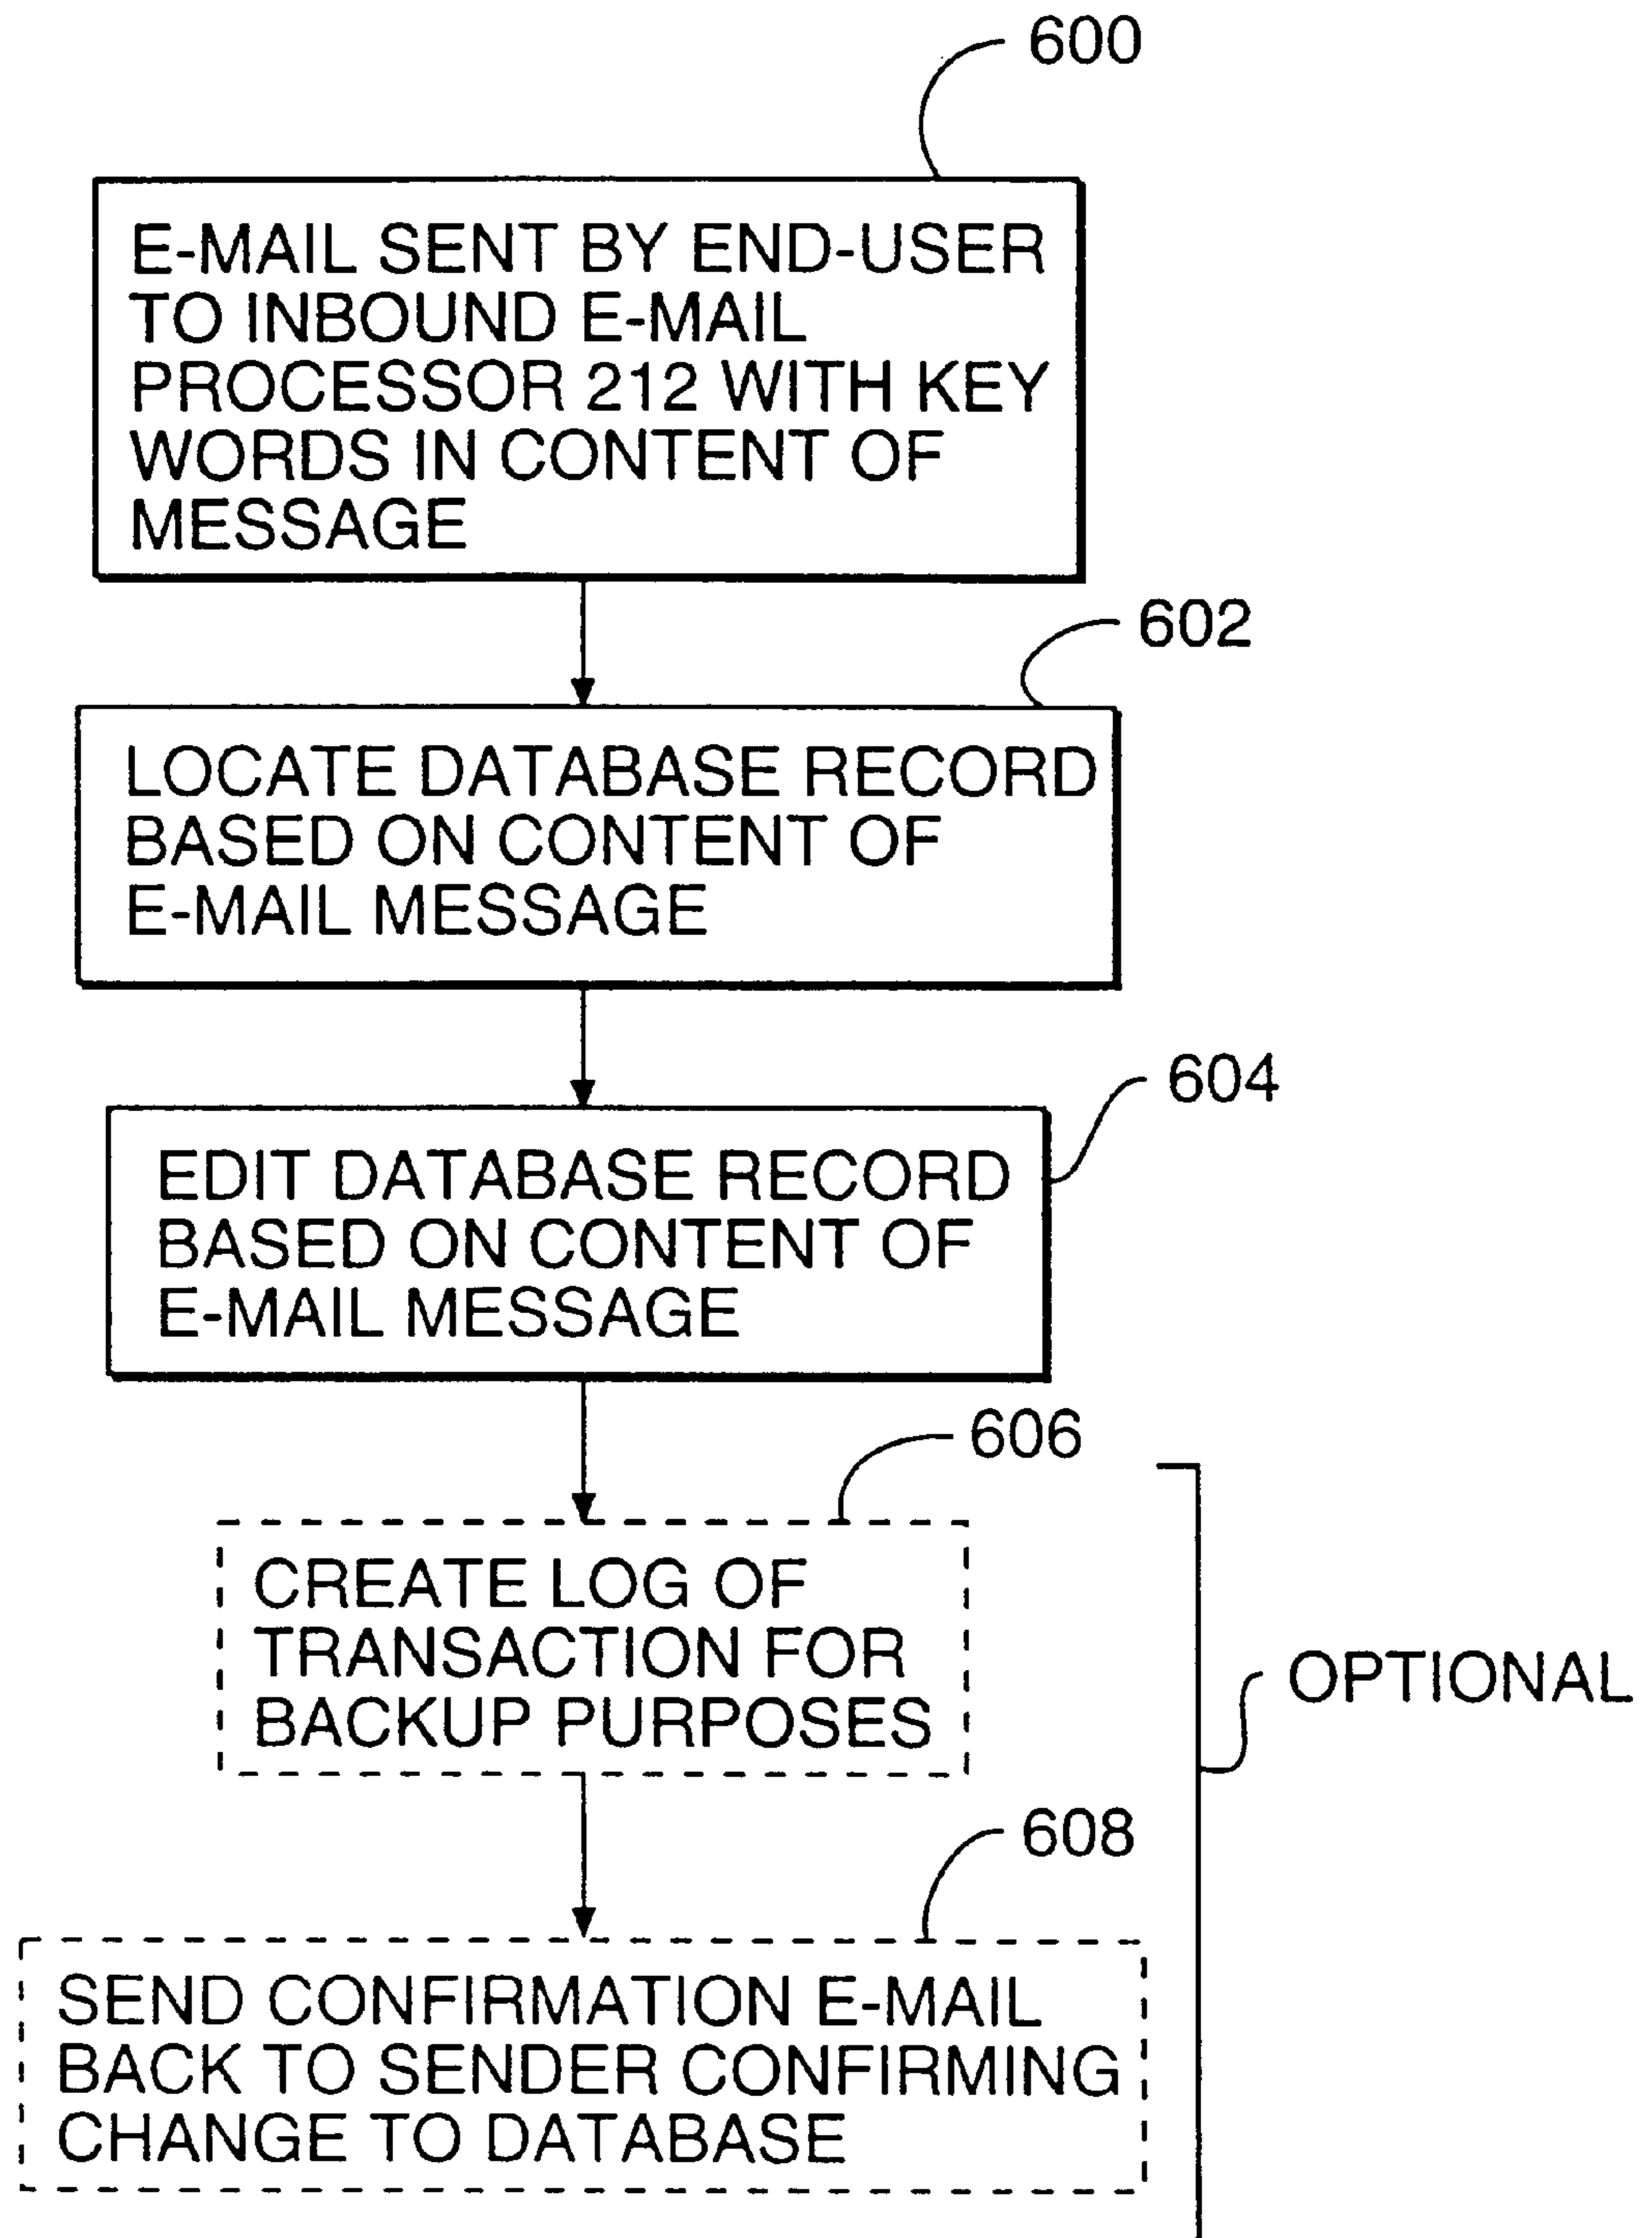 600
E-MAIL SENT BY END-USER
TO INBOUND E-MAIL
PROCESSOR 212 WITH KEY
WORDS IN CONTENT OF
MESSAGE
602
LOCATE DATABASE RECORD
BASED ON CONTENT OF
E-MAIL MESSAGE
604
EDIT DATABASE RECORD
BASED ON CONTENT OF
E-MAIL MESSAGE
606
CREATE LOG OF
TRANSACTION FOR
BACKUP PURPOSES
OPTIONAL
608
SEND CONFIRMATION E-MAIL
BACK TO SENDER CONFIRMING
CHANGE TO DATABASE